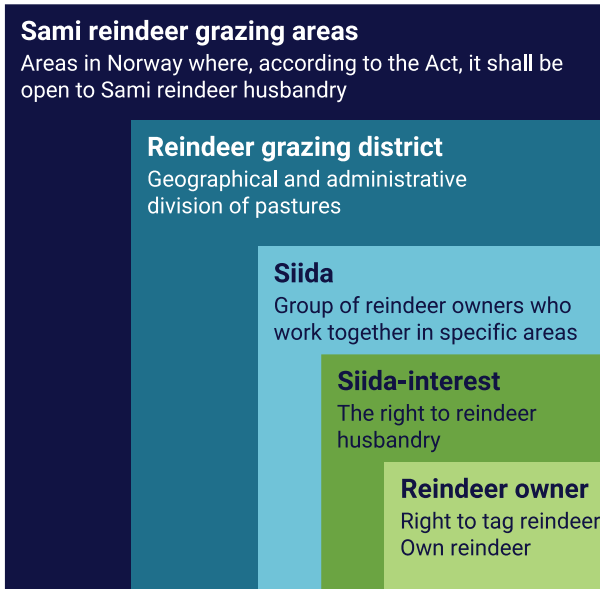 Sami reindeer grazing areas
Areas in Norway where, according to the Act, it shall be
open to Sami reindeer husbandry
Reindeer grazing district
Geographical and administrative
division of pastures
Siida
Group of reindeer owners who
work together in specific areas
Siida-interest
The right to reindeer
husbandry
Reindeer owner
Right to tag reindeer
Own reindeer